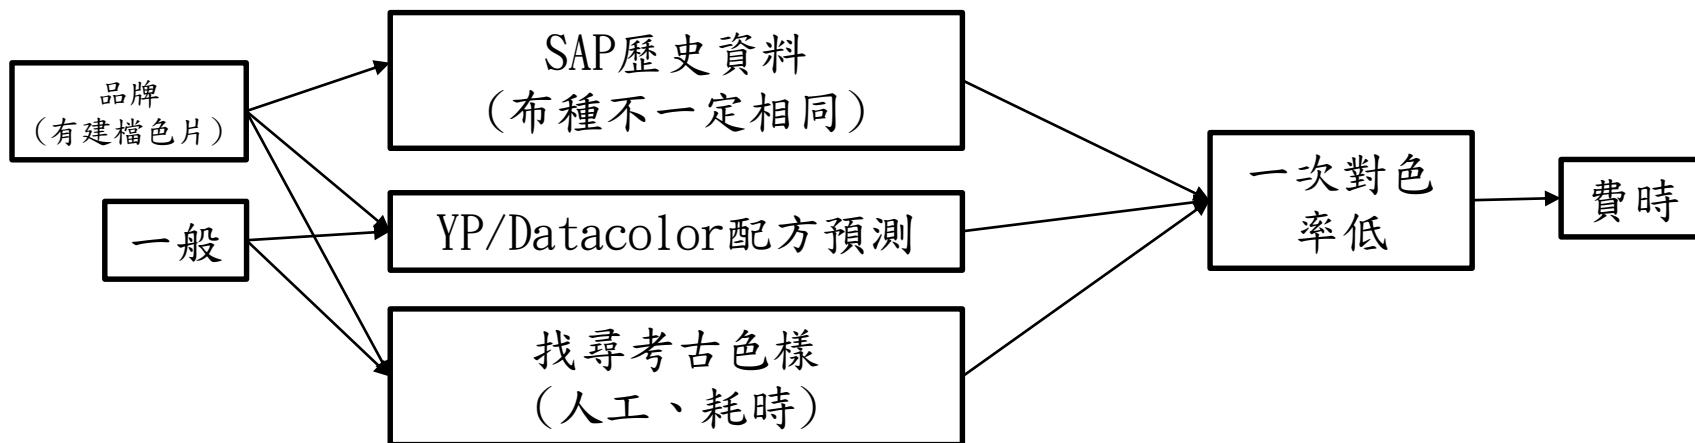 品牌
(有建檔色片)
一般
SAP歷史資料
(布種不一定相同)
YP/Datacolor配方預測
找尋考古色樣
(人工、耗時)
一次對色
率低
費時